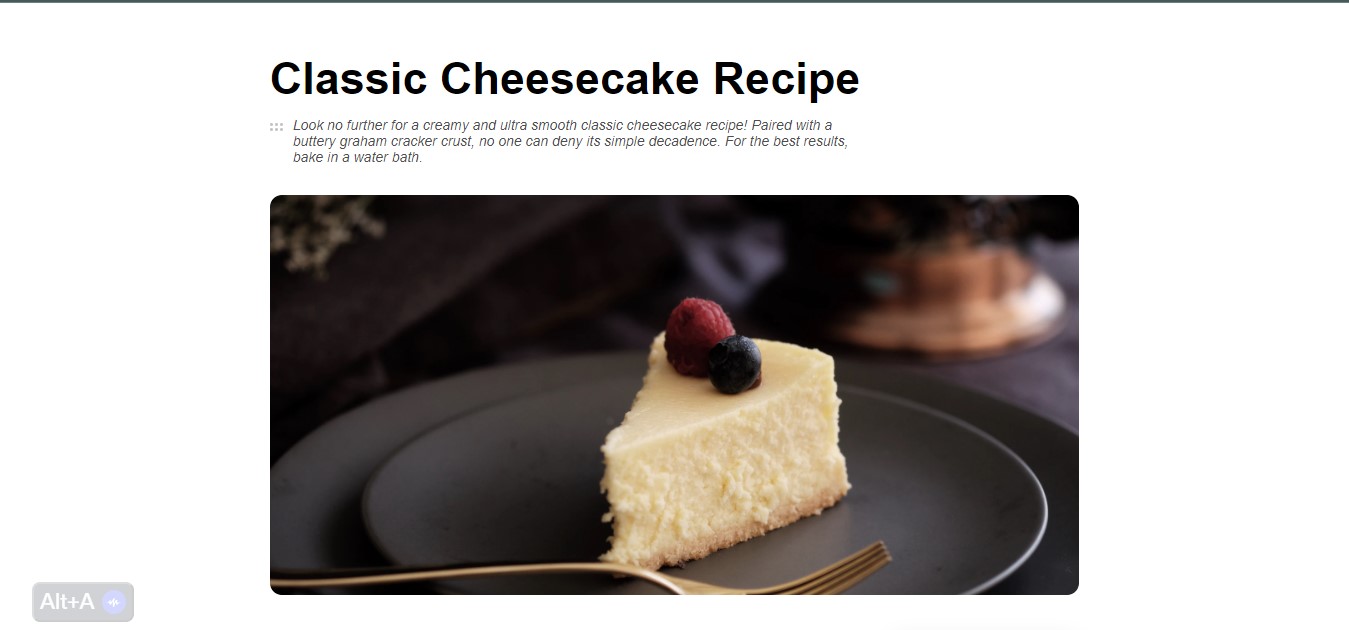 Classic Cheesecake Recipe
Look no further for a creamy and ultra smooth classic cheesecake recipe! Paired with a
buttery graham cracker crust, no one can deny its simple decadence. For the best results,
bake in a water bath.
Alt+A